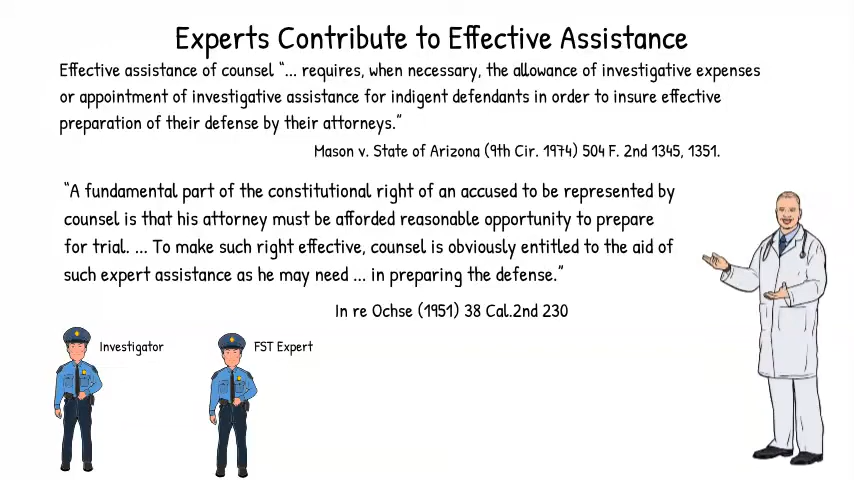 Experts Contribute to Effective Assistance
Effective assistance of counsel “... requires, when necessary, the allowance of investigative expenses
or appointment of investigative assistance for indigent defendants in order to insure effective
preparation of their defense by their attorneys.”
Mason v. State of Arizona (9th Cir. 1974) 504 F. 2nd 1345, 1351.
“A fundamental part of the constitutional right of an accused to be represented by
counsel is that his attorney must be afforded reasonable opportunity to prepare
for trial. ... To make such right effective, counsel is obviously entitled to the aid of
such expert assistance as he may need ... in preparing the defense.”
In re Ochse (1951) 38 Cal.2nd 230
Investigator
FST Expert